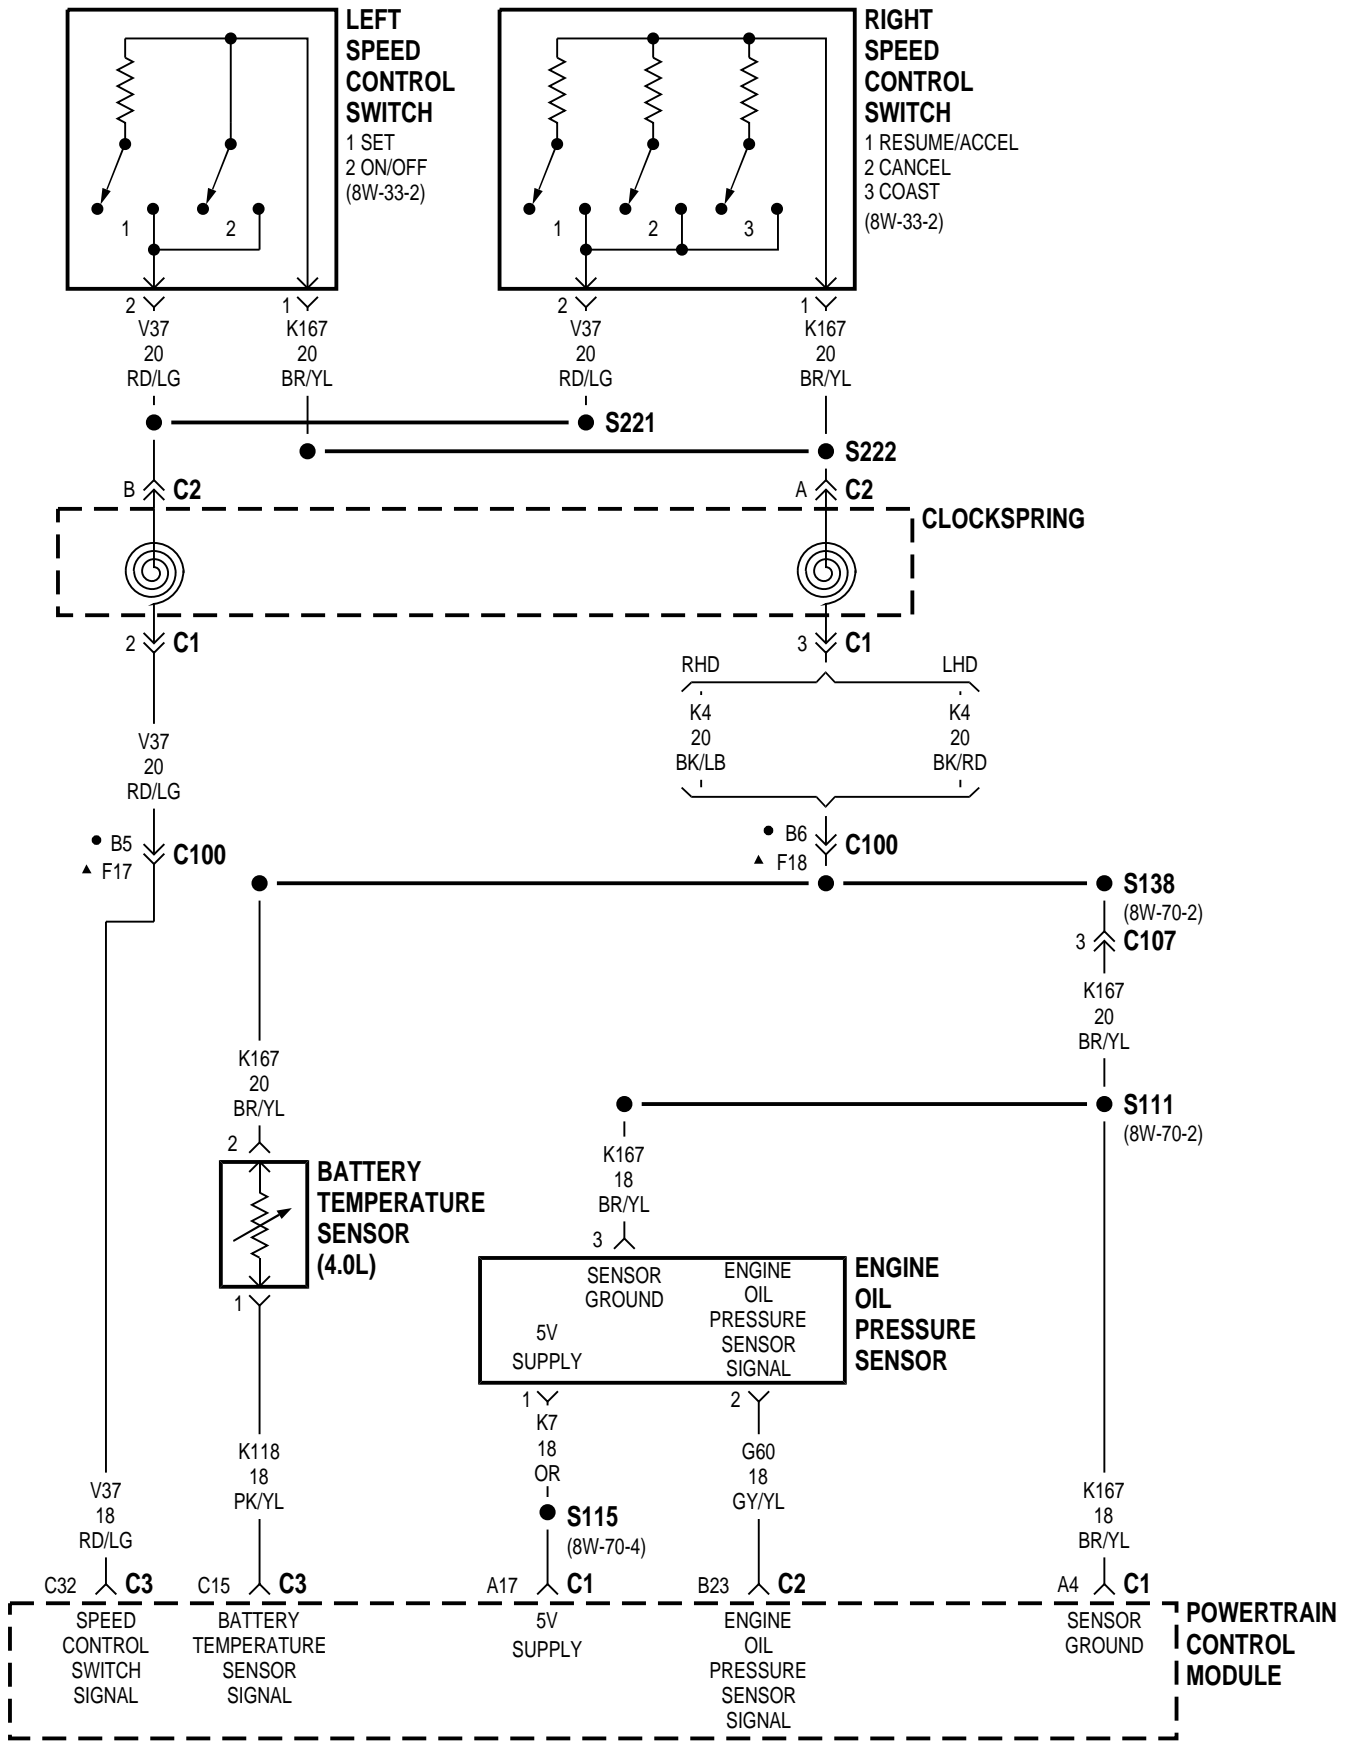 LEFT
SPEED
CONTROL
SWITCH
1 SET
2 ON/OFF
(8W-33-2)
RIGHT
SPEED
CONTROL
SWITCH
1 RESUME/ACCEL
2 CANCEL
3 COAST
(8W-33-2)
1
2
1
2
3
2
1
2
1
V37
20
RD/LG
K167
20
BR/YL
V37
20
RD/LG
K167
20
BR/YL
S221
S222
B
C2
A
C2
CLOCKSPRING
2
C1
3
C1
RHD
LHD
K4
20
BK/LB
K4
20
BK/RD
V37
20
RD/LG
B5
F17
C100
B6
F18
C100
S138
(8W-70-2)
3
C107
K167
20
BR/YL
K167
20
BR/YL
S111
(8W-70-2)
2
BATTERY
TEMPERATURE
SENSOR
(4.0L)
1
K167
18
BR/YL
3
SENSOR
GROUND
ENGINE
OIL
PRESSURE
SENSOR
SIGNAL
5V
SUPPLY
ENGINE
OIL
PRESSURE
SENSOR
1
2
K7
18
OR
G60
18
GY/YL
K118
18
PK/YL
V37
18
RD/LG
K167
18
BR/YL
S115
(8W-70-4)
C32
C3
C15
C3
A17
C1
B23
C2
A4
C1
SPEED
CONTROL
SWITCH
SIGNAL
BATTERY
TEMPERATURE
SENSOR
SIGNAL
5V
SUPPLY
ENGINE
OIL
PRESSURE
SENSOR
SIGNAL
SENSOR
GROUND
POWERTRAIN
CONTROL
MODULE